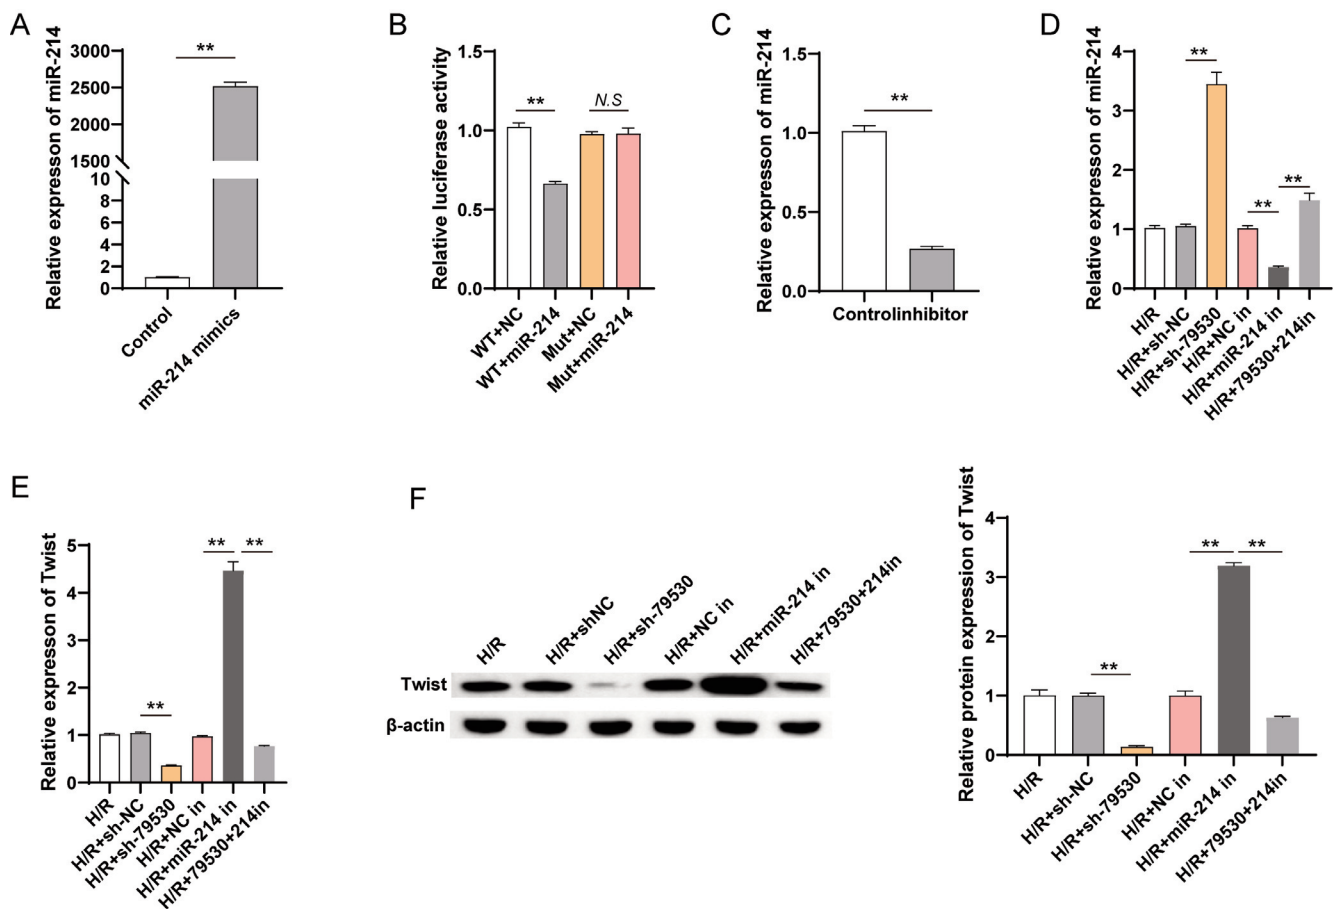 A
Relative expresson of miR-214
3000
2500
2000
1500
10
8
6
4
2
0
**
Control
miR-214 mimics
B
Relative luciferase activity
1.5
1.0
0.5
0.0
**
N.S
WT+NC
WT+miR-214
Mut+NC
Mut+miR-214
C
Relative expresson of miR-214
1.5
1.0
0.5
0.0
**
Controlinhibitor
D
Relative expresson of miR-214
4
3
2
1
0
**
**
**
H/R
H/R+sh-NC
H/R+sh-79530
H/R+NC in
H/R+miR-214 in
H/R+79530+214in
E
Relative expresson of Twist
5
4
3
2
1
0
**
**
**
H/R
H/R+sh-NC
H/R+sh-79530
H/R+NC in
H/R+miR-214 in
H/R+79530+214in
F
H/R
H/R+shNC
H/R+sh-79530
H/R+NC in
H/R+miR-214 in
H/R+79530+214in
Twist
β-actin
Relative protein expression of Twist
4
3
2
1
0
**
**
**
H/R
H/R+sh-NC
H/R+sh-79530
H/R+NC in
H/R+miR-214 in
H/R+79530+214in